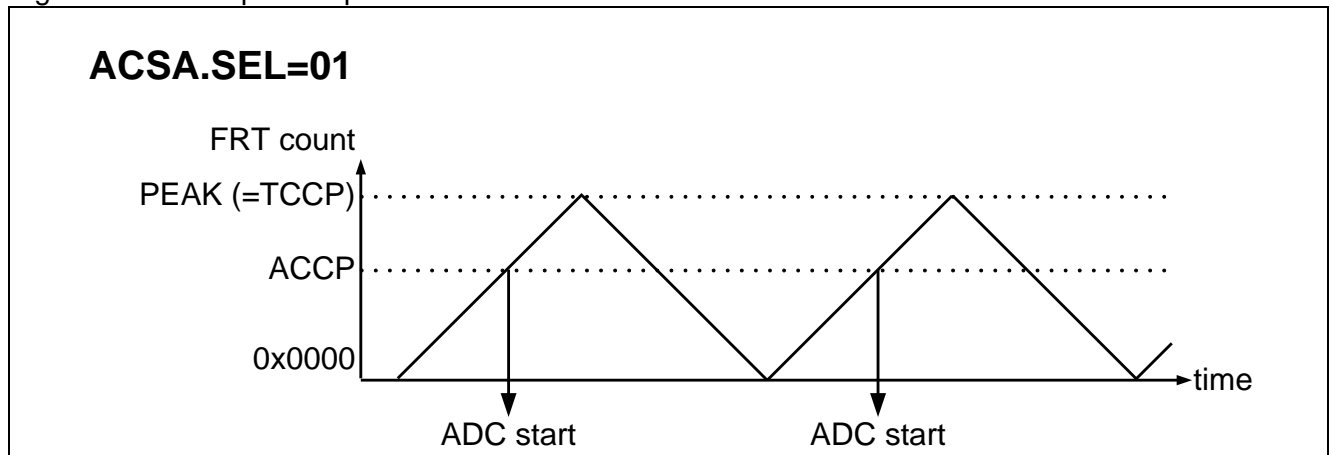 ACSA.SEL=01
FRT count
PEAK (=TCCP)
ACCP
0x0000
time
ADC start
ADC start